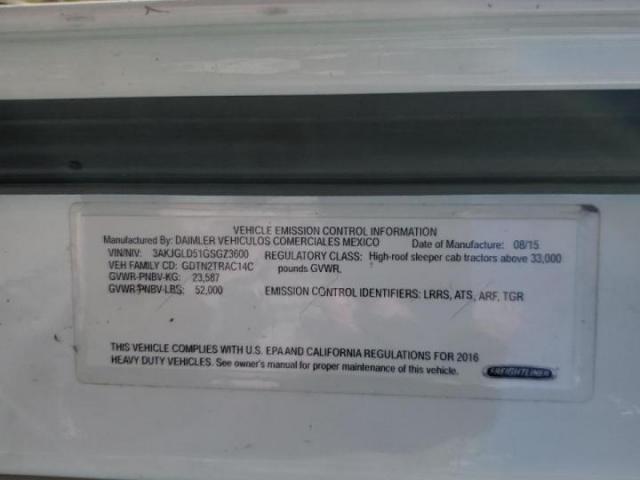 VEHICLE EMISSION CONTROL INFORMATION
Manufactured By: DAIMLER VEHICULOS COMERCIALES MEXICO Date of Manufacture: 08/15
VIN/NIV: 3AKJGLD51GSGZ3600 REGULATORY CLASS: High-roof sleeper cab tractors above 33,000
VEH FAMILY CD: GDTN2TRAC14C pounds GVWR.
GVWR-PNBV-KG: 23,587
GVWR-PNBV-LBS: 52,000 EMISSION CONTROL IDENTIFIERS: LRRS, ATS, ARF, TGR
THIS VEHICLE COMPLIES WITH U.S. EPA AND CALIFORNIA REGULATIONS FOR 2016
HEAVY DUTY VEHICLES. See owner's manual for proper maintenance of this vehicle.
FREIGHTLINER